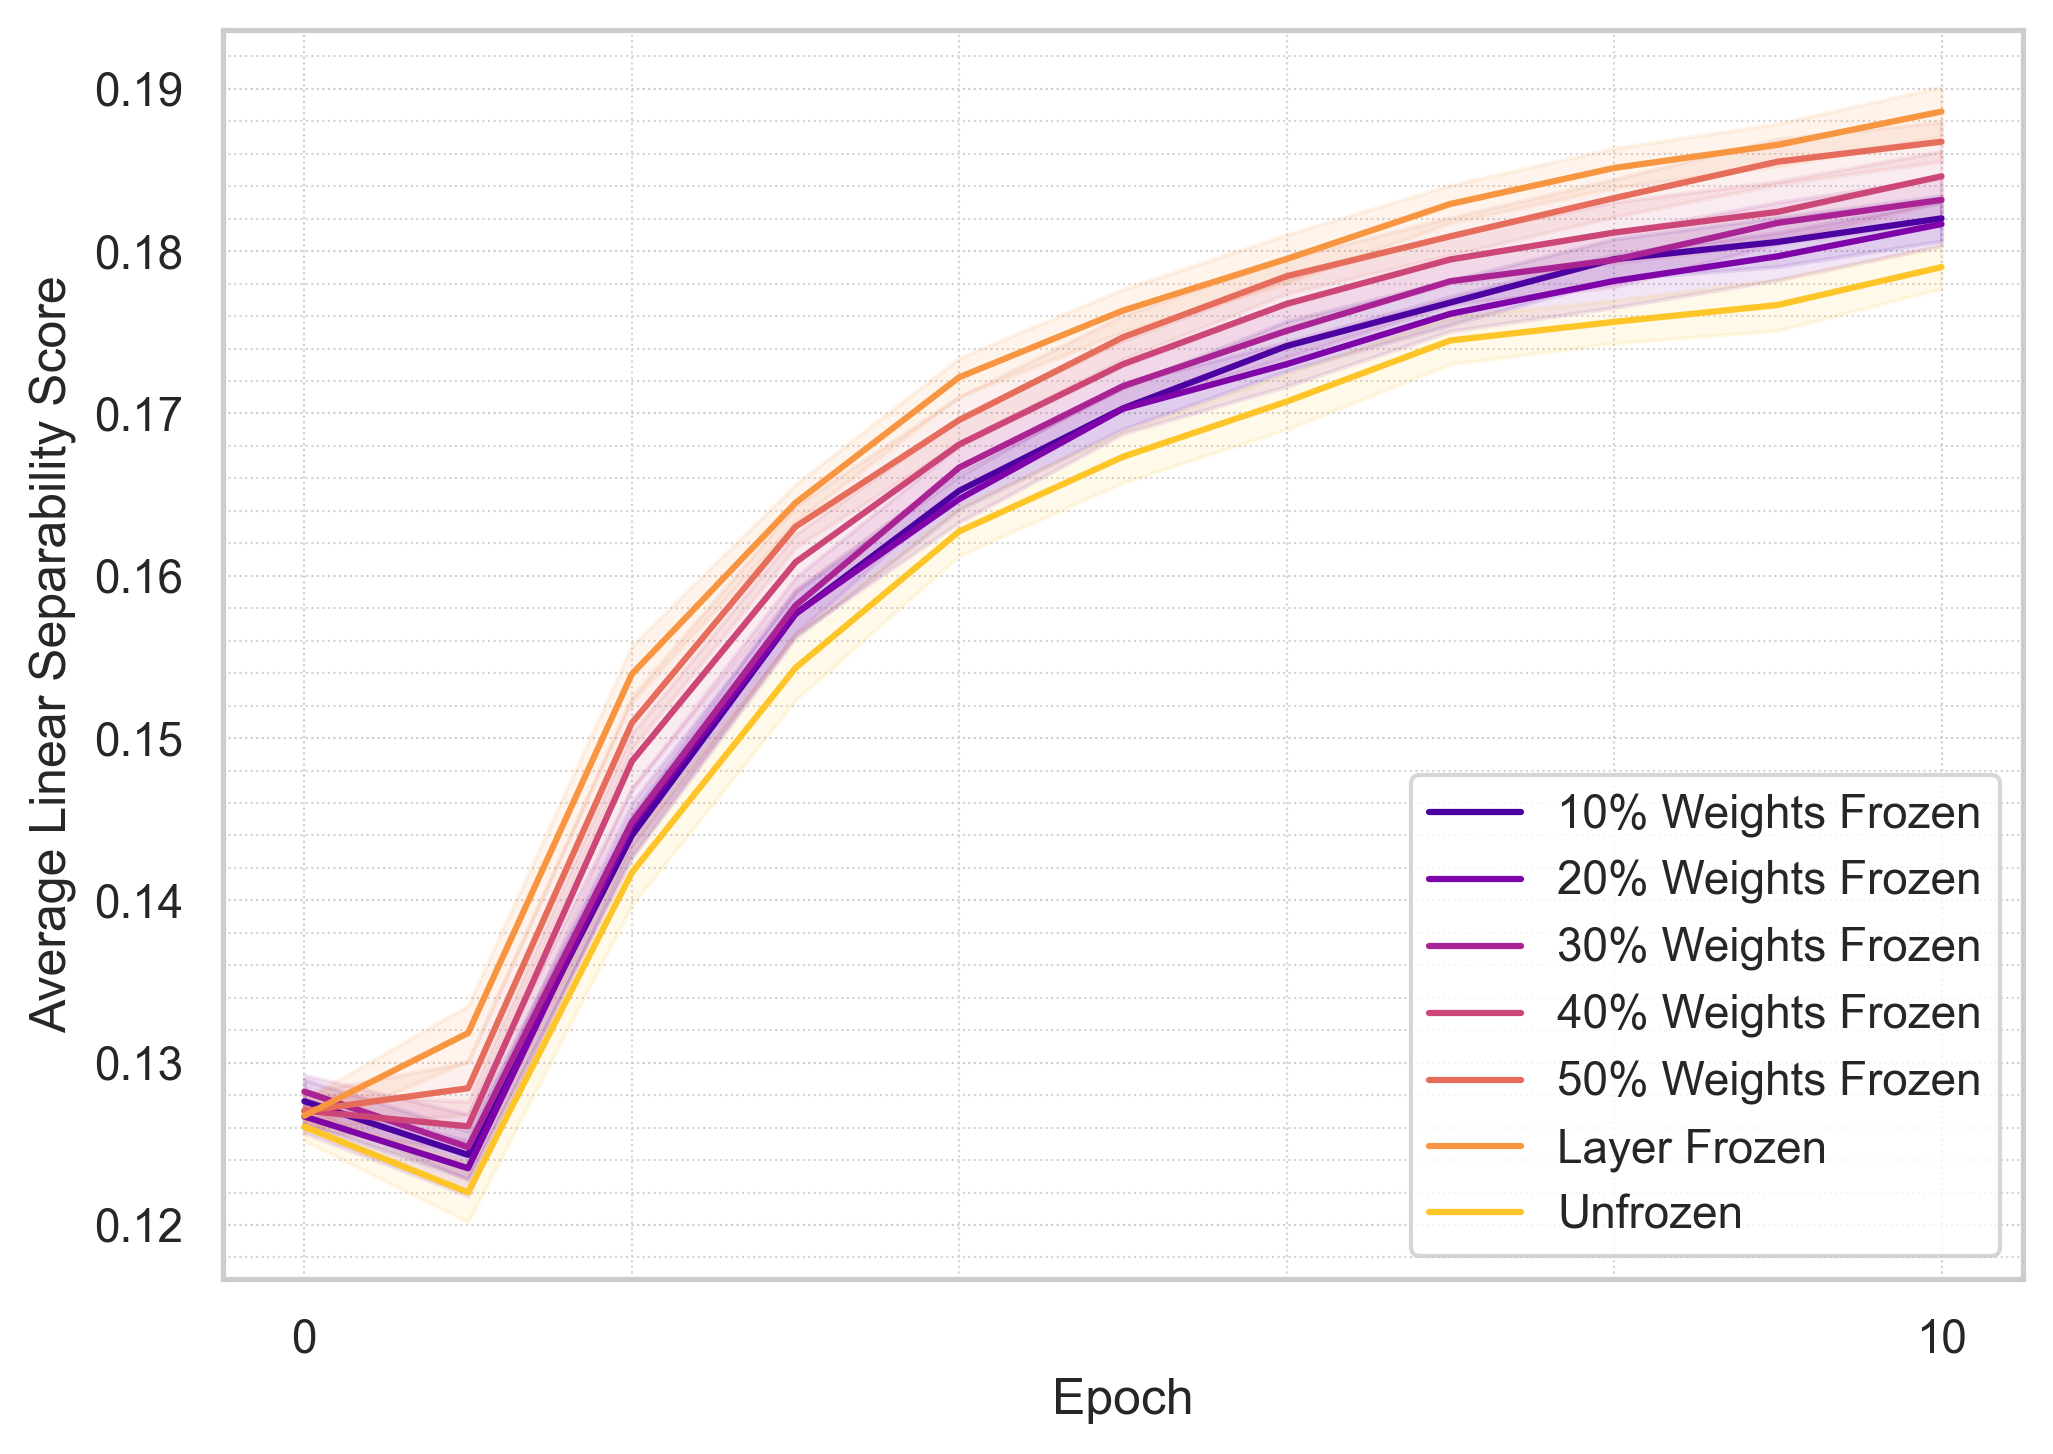 0.19
0.18
0.17
0.16
0.15
0.14
0.13
0.12
Average Linear Separability Score
10% Weights Frozen
20% Weights Frozen
30% Weights Frozen
40% Weights Frozen
50% Weights Frozen
Layer Frozen
Unfrozen
0
10
Epoch